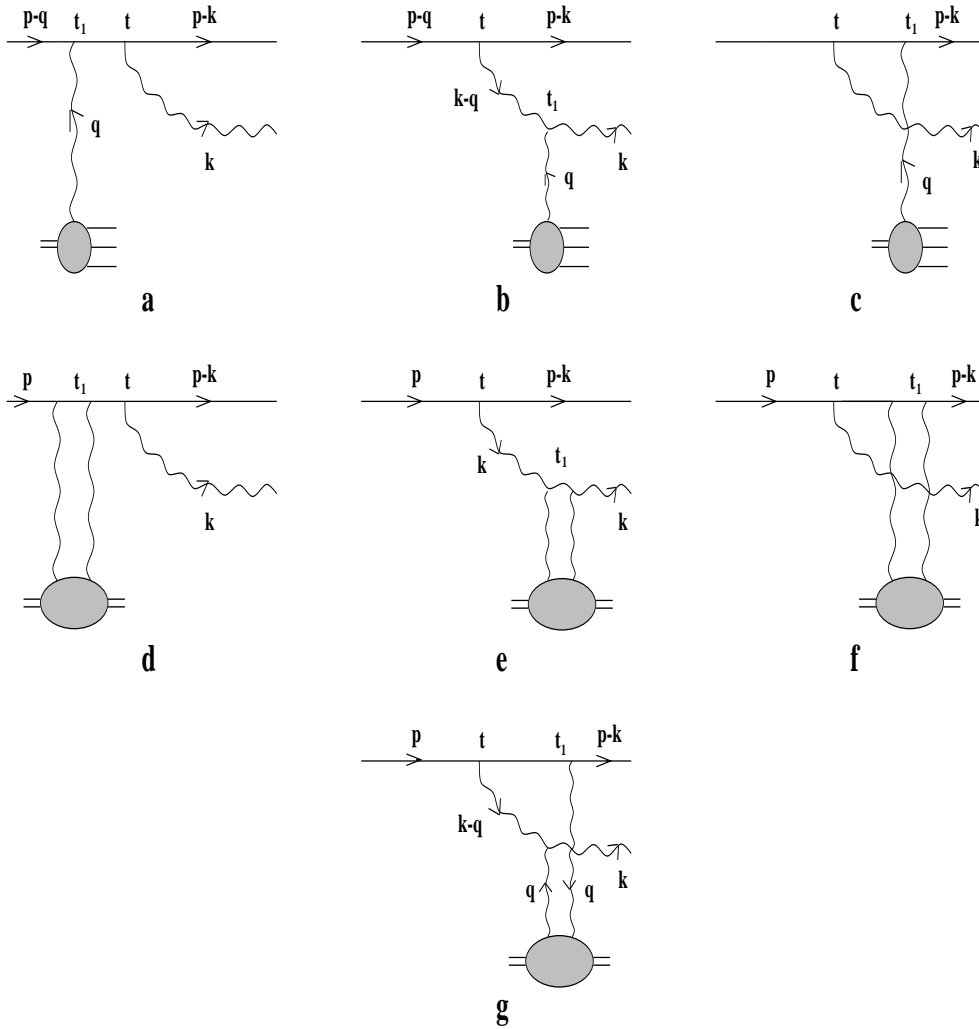 p-q t₁ t p-k
q
k
a
p-q t p-k
k-q t₁
q k
b
t t₁ p-k
k
q
c
p t₁ t p-k
k
d
p t p-k
k t₁
k
e
p t t₁ p-k
k
f
p t t₁ p-k
k-q
q q k
g